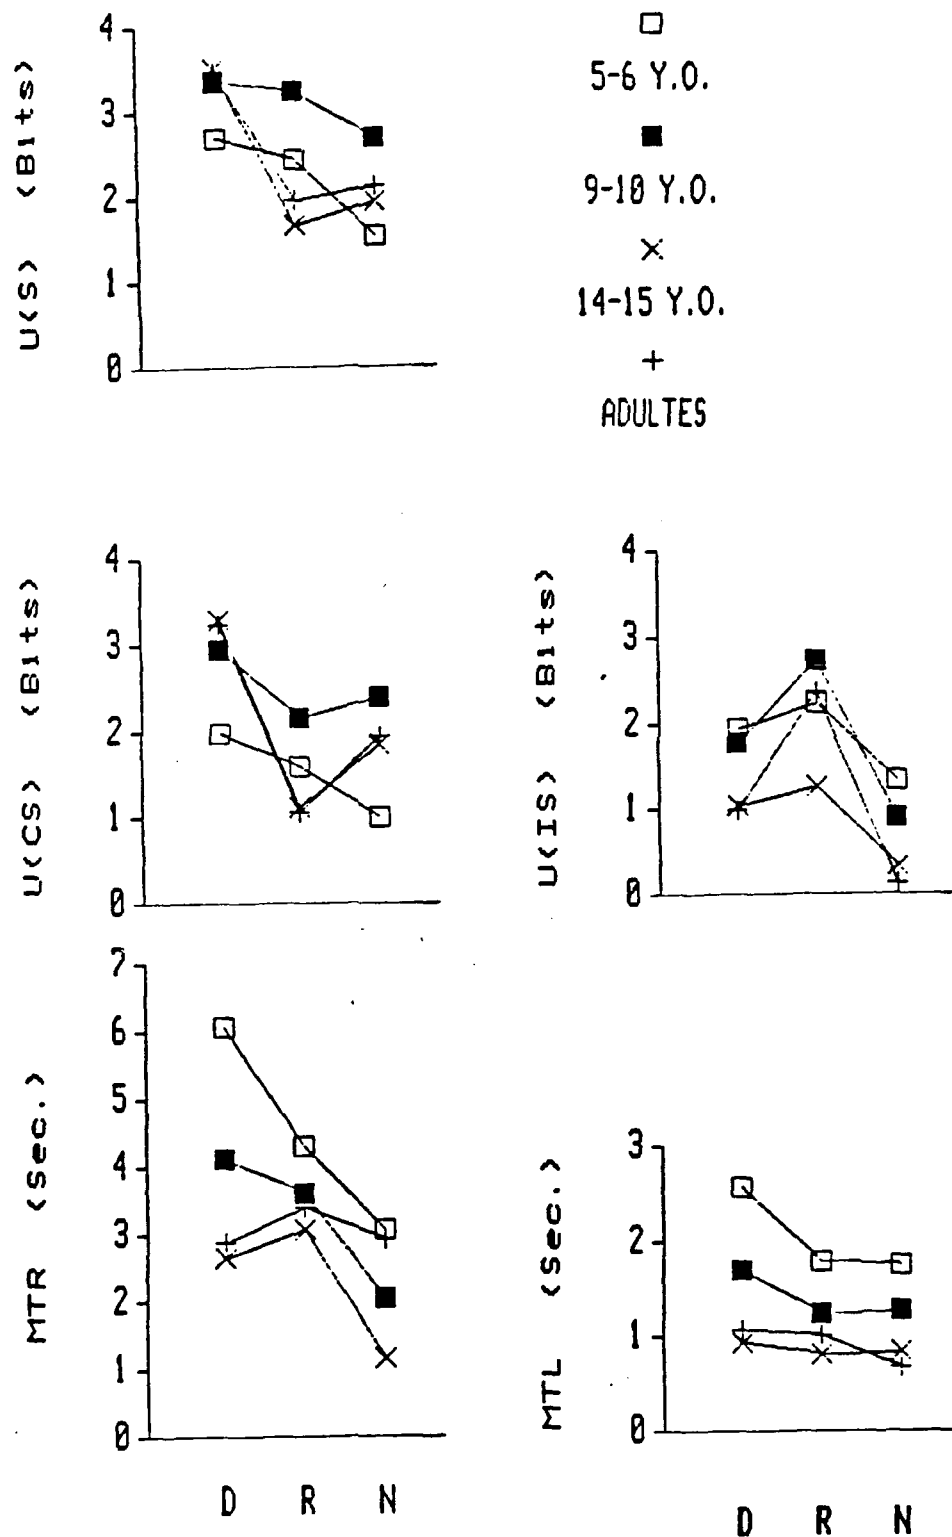 4
3
2
1
0
U(S) (Bits)
5-6 Y.O.
9-10 Y.O.
14-15 Y.O.
ADULTES
4
3
2
1
0
U(CS) (Bits)
4
3
2
1
0
U(IS) (Bits)
7
6
5
4
3
2
1
0
MTR (Sec.)
D R N
3
2
1
0
MTL (Sec.)
D R N